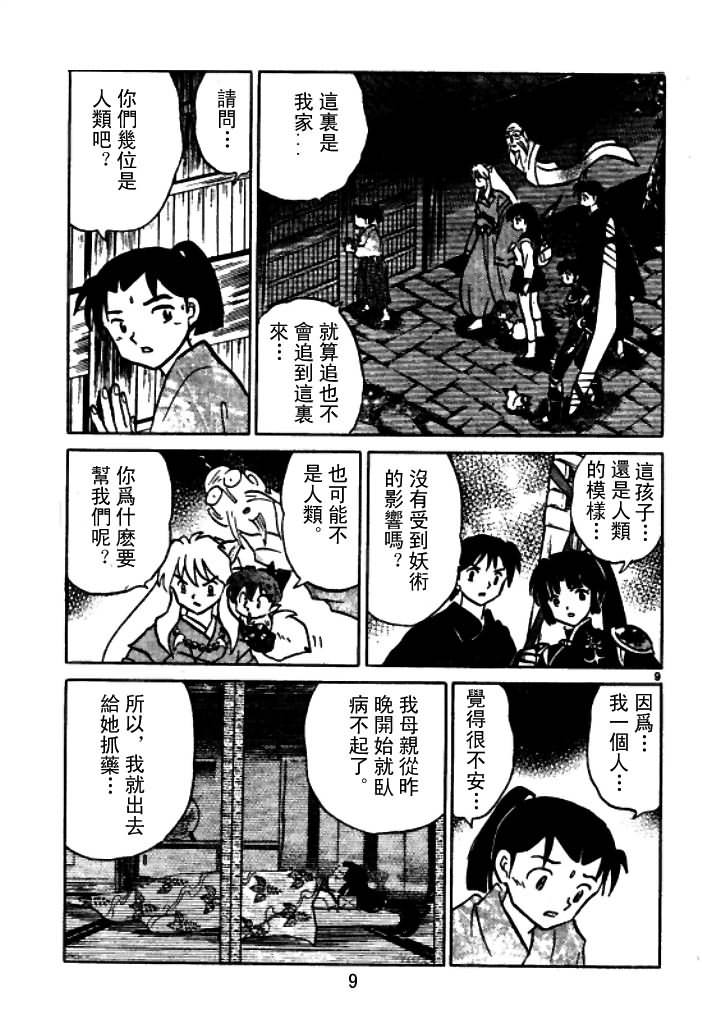 這裏是
我家…
就算追也不
會追到這裏
來…
請問…
你們幾位是
人類吧？
這孩子…
還是人類
的模樣…
沒有受到妖術
的影響嗎？
也可能不
是人類。
你爲什麽要
幫我們呢？
9
因爲…
我一個人…
覺得很不安…
我母親從昨
晚開始就臥
病不起了。
所以，我就出去
給她抓藥…
9